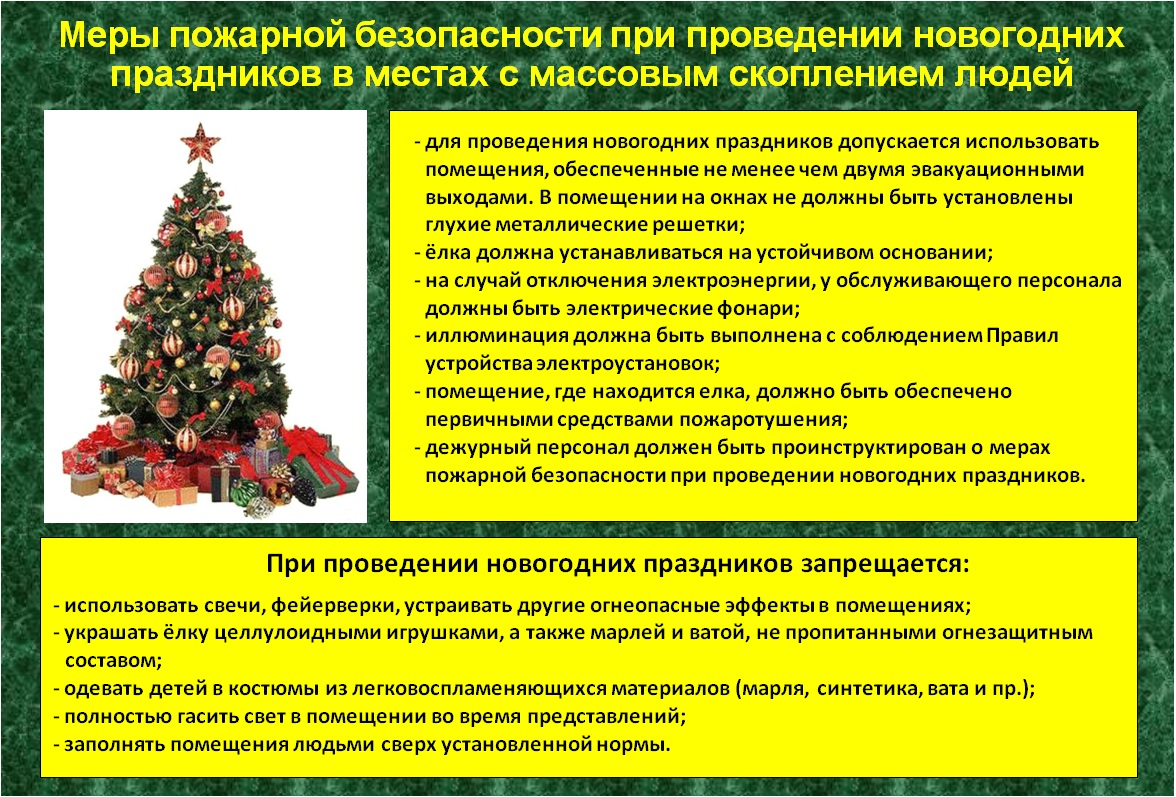 Меры пожарной безопасности при проведении новогодних
праздников в местах с массовым скоплением людей
- для проведения новогодних праздников допускается использовать
помещения, обеспеченные не менее чем двумя эвакуационными
выходами. В помещении на окнах не должны быть установлены
глухие металлические решетки;
- ёлка должна устанавливаться на устойчивом основании;
- на случай отключения электроэнергии, у обслуживающего персонала
должны быть электрические фонари;
- иллюминация должна быть выполнена с соблюдением Правил
устройства электроустановок;
- помещение, где находится елка, должно быть обеспечено
первичными средствами пожаротушения;
- дежурный персонал должен быть проинструктирован о мерах
пожарной безопасности при проведении новогодних праздников.
При проведении новогодних праздников запрещается:
- использовать свечи, фейерверки, устраивать другие огнеопасные эффекты в помещениях;
- украшать ёлку целлулоидными игрушками, а также марлей и ватой, не пропитанными огнезащитным
составом;
- одевать детей в костюмы из легковоспламеняющихся материалов (марля, синтетика, вата и пр.);
- полностью гасить свет в помещении во время представлений;
- заполнять помещения людьми сверх установленной нормы.